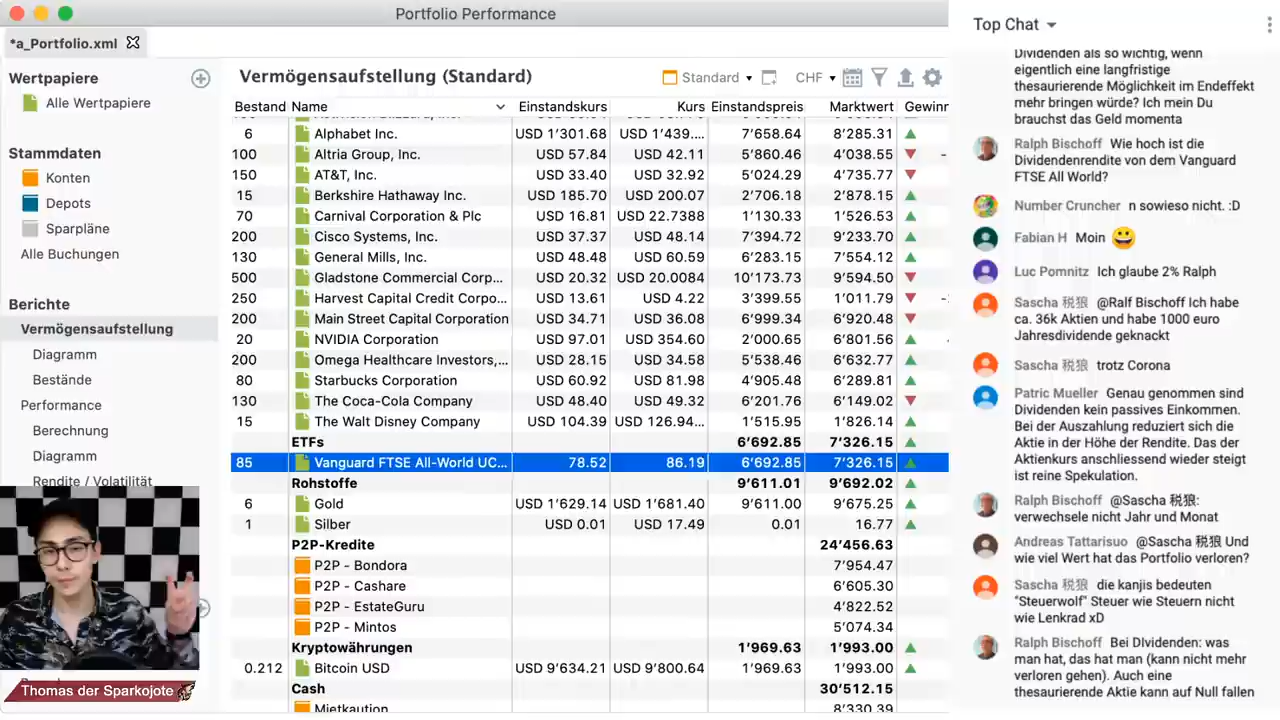 Portfolio Performance
*a_Portfolio.xml
Wertpapiere
Alle Wertpapiere
Stammdaten
Konten
Depots
Sparpläne
Alle Buchungen
Berichte
Vermögensaufstellung
Diagramm
Bestände
Performance
Berechnung
Diagramm
Rendite / Volatilität
Thomas der Sparkojote
Vermögensaufstellung (Standard)
Standard CHF
Bestand Name Einstandskurs Kurs Einstandspreis Marktwert Gewinn
6 Alphabet Inc. USD 1'301.68 USD 1'439.... 7'658.64 8'285.31
100 Altria Group, Inc. USD 57.84 USD 42.11 5'860.46 4'038.55 -
150 AT&T, Inc. USD 33.40 USD 32.92 5'024.29 4'735.77
15 Berkshire Hathaway Inc. USD 185.70 USD 200.07 2'706.18 2'878.15
70 Carnival Corporation & Plc USD 16.81 USD 22.7388 1'130.33 1'526.53
200 Cisco Systems, Inc. USD 37.37 USD 48.14 7'394.72 9'233.70
130 General Mills, Inc. USD 48.48 USD 60.59 6'283.15 7'554.12
500 Gladstone Commercial Corp... USD 20.32 USD 20.0084 10'173.73 9'594.50
250 Harvest Capital Credit Corpo... USD 13.61 USD 4.22 3'399.55 1'011.79
200 Main Street Capital Corporation USD 34.71 USD 36.08 6'999.34 6'920.48
20 NVIDIA Corporation USD 97.01 USD 354.60 2'000.65 6'801.56
200 Omega Healthcare Investors,... USD 28.15 USD 34.58 5'538.46 6'632.77
80 Starbucks Corporation USD 60.92 USD 81.98 4'905.48 6'289.81
130 The Coca-Cola Company USD 48.40 USD 49.32 6'201.76 6'149.02
15 The Walt Disney Company USD 104.39 USD 126.94... 1'515.95 1'826.14
ETFs 6'692.85 7'326.15
85 Vanguard FTSE All-World UC... 78.52 86.19 6'692.85 7'326.15
Rohstoffe 9'611.01 9'692.02
6 Gold USD 1'629.14 USD 1'681.40 9'611.00 9'675.25
1 Silber USD 0.01 USD 17.49 0.01 16.77
P2P-Kredite 24'456.63
P2P - Bondora 7'954.47
P2P - Cashare 6'605.30
P2P - EstateGuru 4'822.52
P2P - Mintos 5'074.34
Kryptowährungen 1'969.63 1'993.00
0.212 Bitcoin USD USD 9'634.21 USD 9'800.64 1'969.63 1'993.00
Cash 30'512.15
Mietkaution 8'330.39
Top Chat
Dividenden als so wichtig, wenn
eigentlich eine langfristige
thesaurierende Möglichkeit im Endeffekt
mehr bringen würde? Ich mein Du
brauchst das Geld momenta
Ralph Bischoff Wie hoch ist die
Dividendenrendite von dem Vanguard
FTSE All World?
Number Cruncher n sowieso nicht. :D
Fabian H Moin 😀
Luc Pomnitz Ich glaube 2% Ralph
Sascha 税狼 @Ralf Bischoff Ich habe
ca. 36k Aktien und habe 1000 euro
Jahresdividende geknackt
Sascha 税狼 trotz Corona
Patric Mueller Genau genommen sind
Dividenden kein passives Einkommen.
Bei der Auszahlung reduziert sich die
Aktie in der Höhe der Rendite. Das der
Aktienkurs anschliessend wieder steigt
ist reine Spekulation.
Ralph Bischoff @Sascha 税狼:
verwechsele nicht Jahr und Monat
Andreas Tattarisuo @Sascha 税狼 Und
wie viel Wert hat das Portfolio verloren?
Sascha 税狼 die kanjis bedeuten
"Steuerwolf" Steuer wie Steuern nicht
wie Lenkrad xD
Ralph Bischoff Bei DIvidenden: was
man hat, das hat man (kann nicht mehr
verloren gehen). Auch eine
thesaurierende Aktie kann auf Null fallen